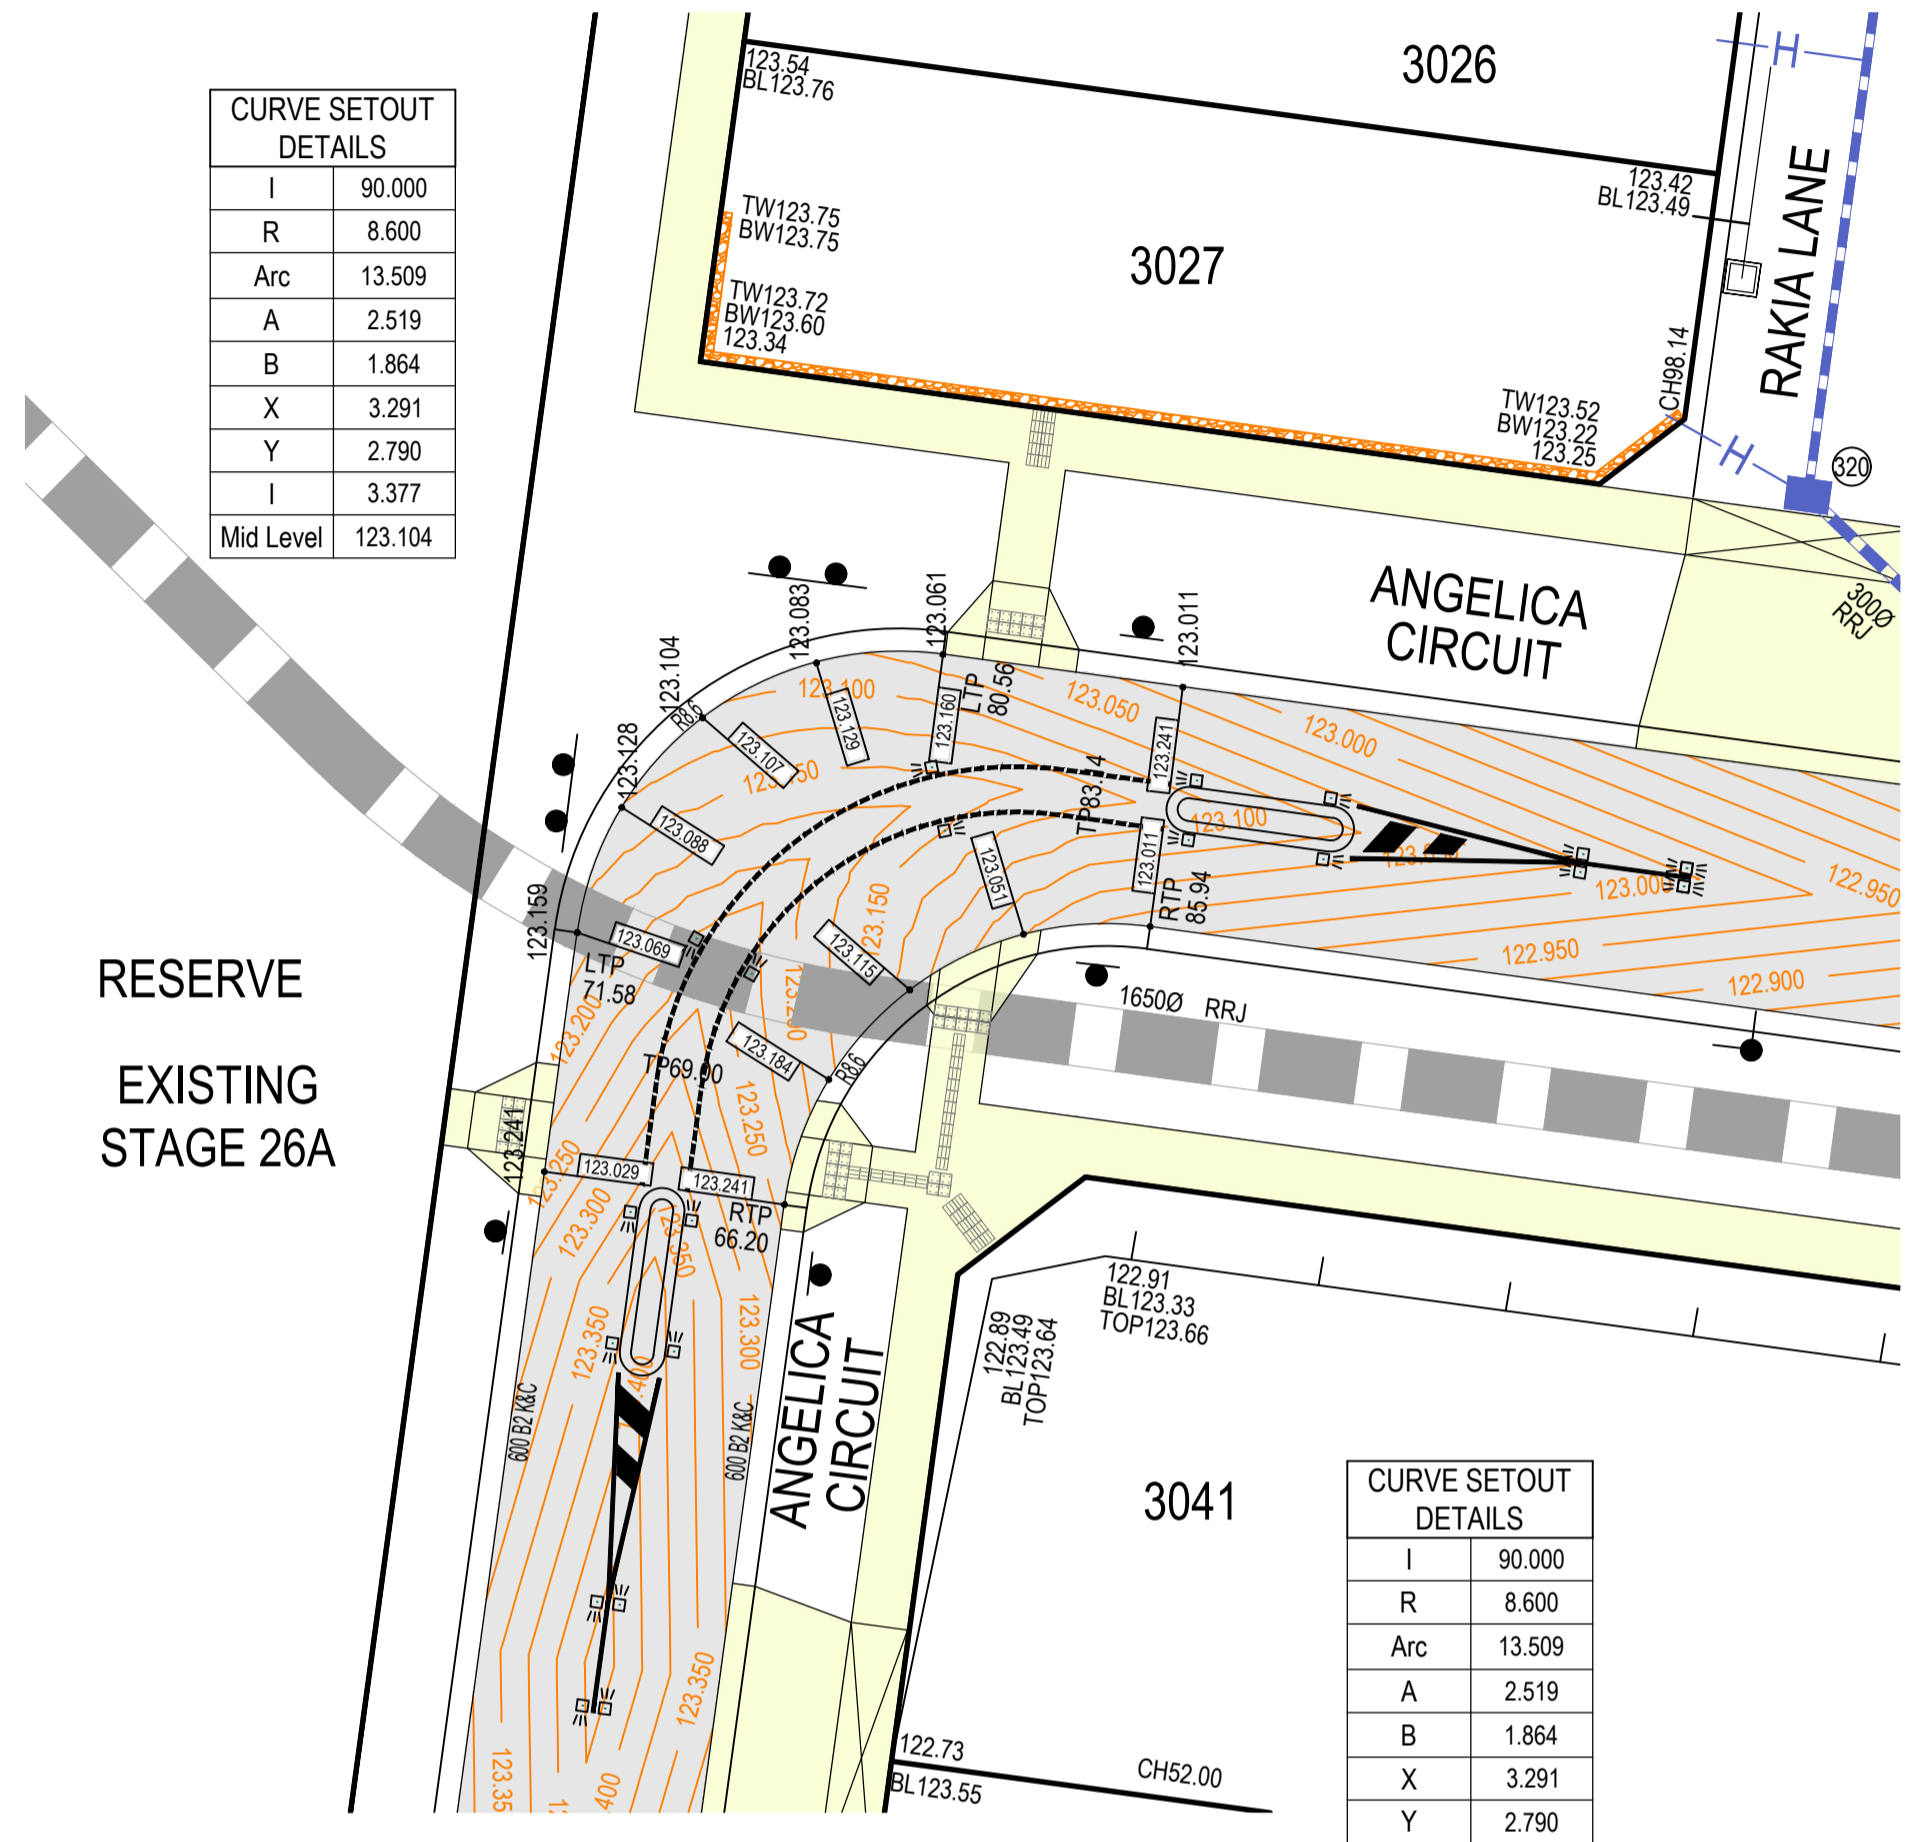 3026
123.54
BL123.76
CURVE SETOUT
DETAILS
I 90.000
R 8.600
Arc 13.509
A 2.519
B 1.864
X 3.291
Y 2.790
I 3.377
Mid Level 123.104
123.42
BL123.49
RAKIA LANE
H
TW123.75
BW123.75
3027
TW123.72
BW123.60
123.34
CH98.14
TW123.52
BW123.22
123.25
H
320
300Ø
RRJ
ANGELICA
CIRCUIT
123.061
123.083
123.011
123.104
123.128
123.159
R8.6
123.100
123.129
123.160
LTP
80.56
123.050
123.241
123.000
123.107
123.088
TP83.14
123.100
123.011
123.051
RTP
85.94
123.000
122.950
122.950
122.900
123.150
123.115
123.069
LTP
71.58
123.200
TP69.00
123.184
R8.6
1650Ø RRJ
RESERVE
EXISTING
STAGE 26A
123.241
123.250
123.250
123.029
123.241
RTP
66.20
123.300
123.350
123.350
123.300
600 B2 K&C
600 B2 K&C
ANGELICA
CIRCUIT
122.91
BL123.33
TOP123.66
122.89
BL123.49
TOP123.64
3041
123.350
122.73
BL123.55
CH52.00
CURVE SETOUT
DETAILS
I 90.000
R 8.600
Arc 13.509
A 2.519
B 1.864
X 3.291
Y 2.790